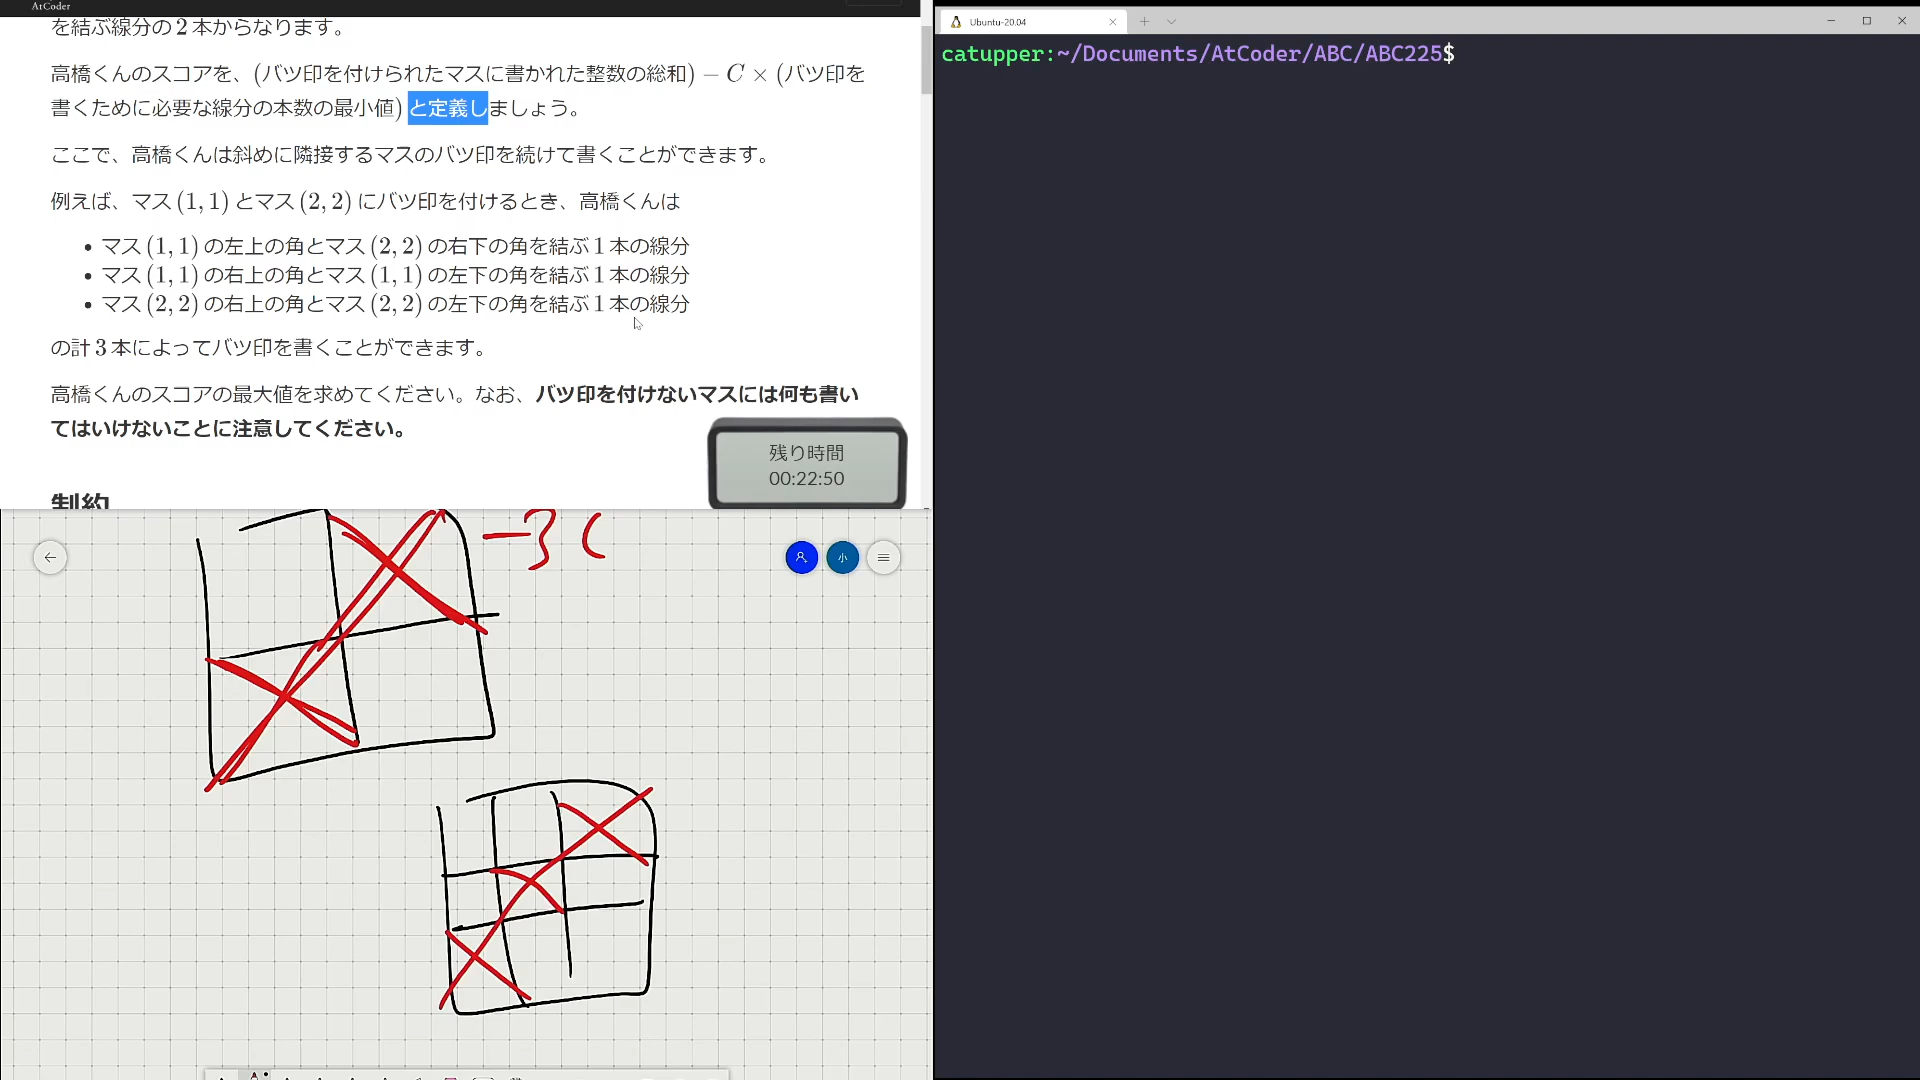 AtCoder
を結ぶ線分の 2 本からなります。
高橋くんのスコアを、(バツ印を付けられたマスに書かれた整数の総和) − C × (バツ印を
書くために必要な線分の本数の最小値) と定義しましょう。
ここで、高橋くんは斜めに隣接するマスのバツ印を続けて書くことができます。
例えば、マス (1, 1) とマス (2, 2) にバツ印を付けるとき、高橋くんは
• マス (1, 1) の左上の角とマス (2, 2) の右下の角を結ぶ 1 本の線分
• マス (1, 1) の右上の角とマス (1, 1) の左下の角を結ぶ 1 本の線分
• マス (2, 2) の右上の角とマス (2, 2) の左下の角を結ぶ 1 本の線分
の計 3 本によってバツ印を書くことができます。
高橋くんのスコアの最大値を求めてください。なお、バツ印を付けないマスには何も書い
てはいけないことに注意してください。
制約
残り時間
00:22:50
-3C
小
Ubuntu-20.04
catupper:~/Documents/AtCoder/ABC/ABC225$